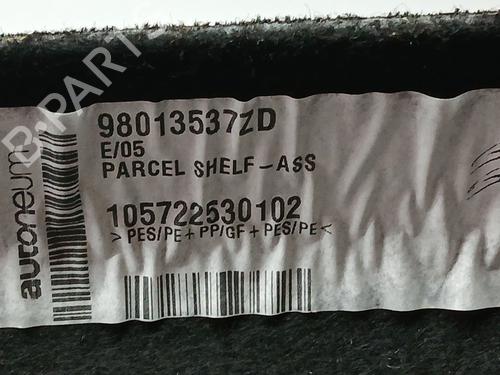 B-PARTS
autoneum
98013537ZD
E/05
PARCEL SHELF-ASS
105722530102
> PES/PE + PP/GF + PES/PE <